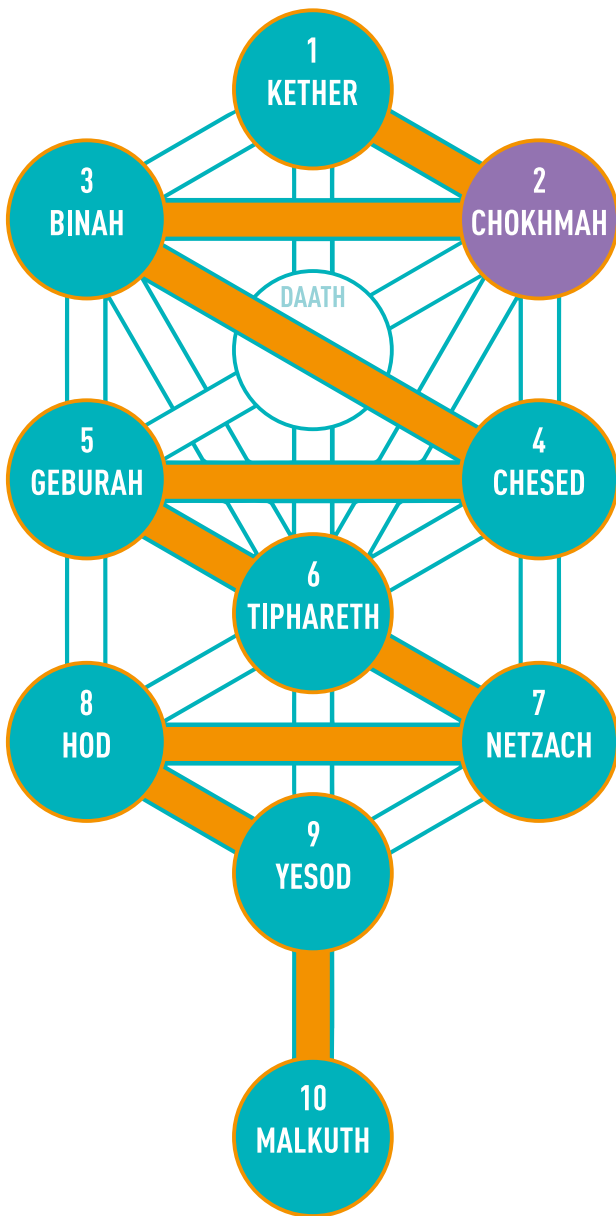 1
KETHER
2
CHOKHMAH
3
BINAH
DAATH
4
CHESED
5
GEBURAH
6
TIPHARETH
7
NETZACH
8
HOD
9
YESOD
10
MALKUTH